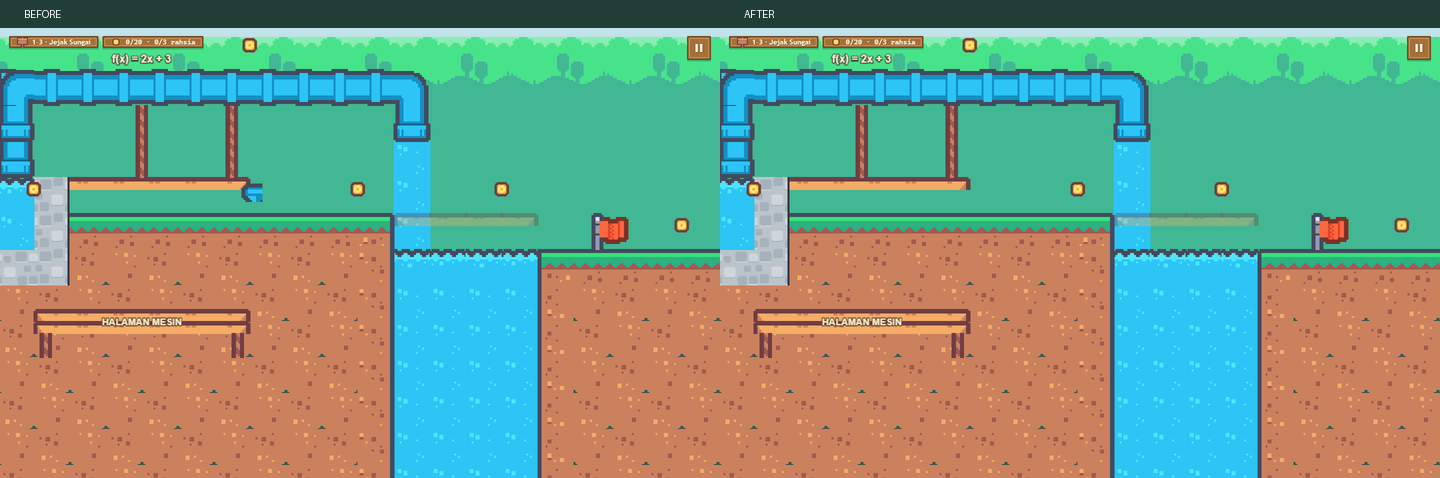 BEFORE
AFTER
1-3 · Jejak Sungai
0/20 · 0/3 rahsia
f(x) = 2x + 3
HALAMAN MESIN
1-3 · Jejak Sungai
0/20 · 0/3 rahsia
f(x) = 2x + 3
HALAMAN MESIN